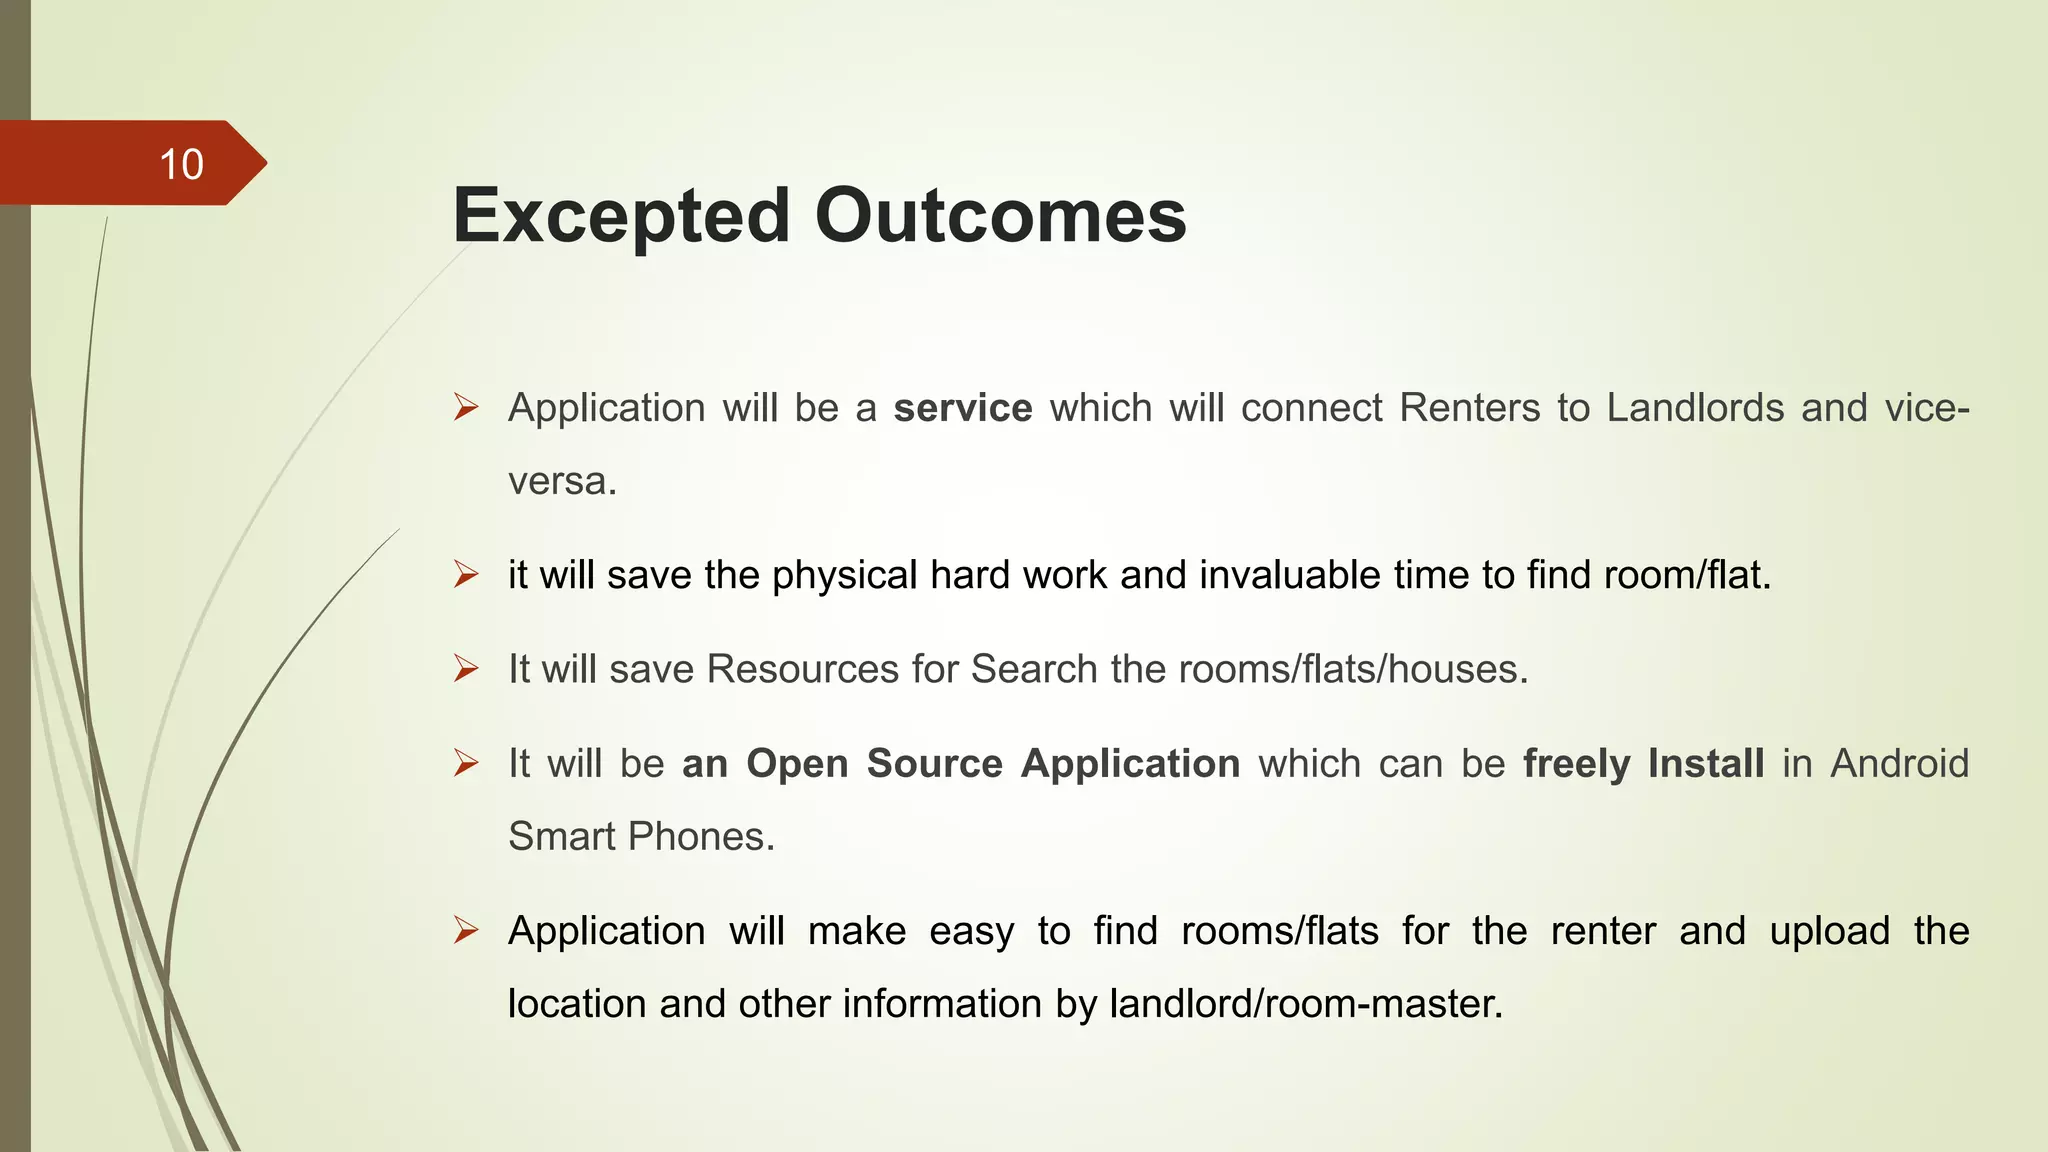 10
Excepted Outcomes
Application will be a service which will connect Renters to Landlords and vice-
versa.
it will save the physical hard work and invaluable time to find room/flat.
It will save Resources for Search the rooms/flats/houses.
It will be an Open Source Application which can be freely Install in Android
Smart Phones.
Application will make easy to find rooms/flats for the renter and upload the
location and other information by landlord/room-master.